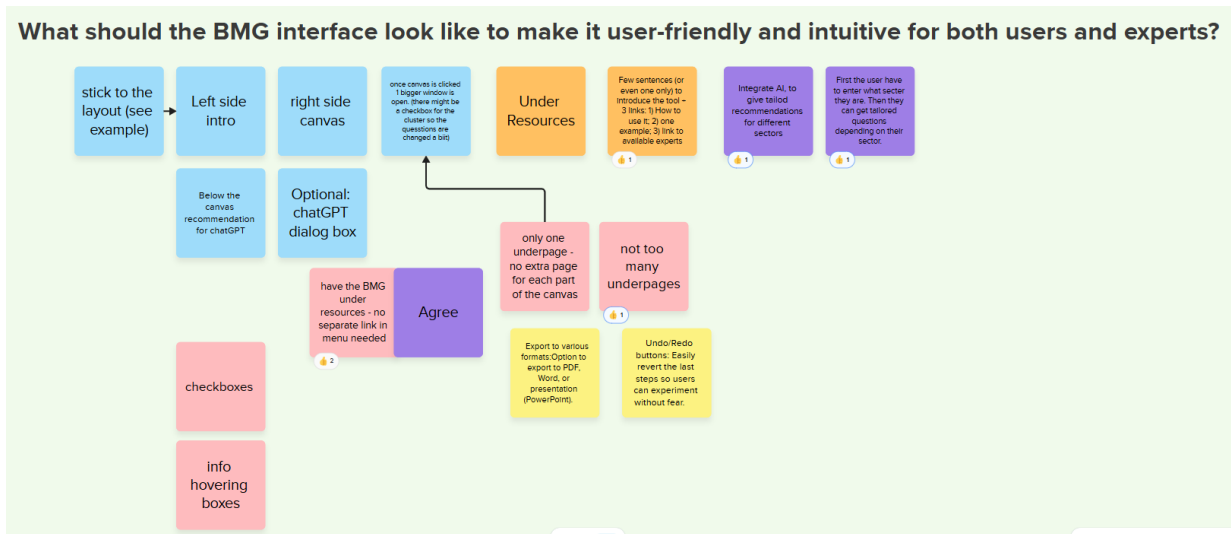 What should the BMG interface look like to make it user-friendly and intuitive for both users and experts?
stick to the
layout (see
example)
Left side
intro
right side
canvas
once canvas is clicked
1 bigger window is
open. (there might be
a checkbox for the
cluster so the
quesstions are
changed a biit)
Under
Resources
Few sentences (or
even one only) to
introduce the tool +
3 links: 1) How to
use it; 2) one
example; 3) link to
available experts
👍 1
Integrate AI, to
give tailod
recommendations
for different
sectors
👍 1
First the user have
to enter what secter
they are. Then they
can get tailored
questions
depending on their
sector.
👍 1
Below the
canvas
recommendation
for chatGPT
Optional:
chatGPT
dialog box
only one
underpage -
no extra page
for each part
of the canvas
not too
many
underpages
👍 1
have the BMG
under
resources - no
separate link in
menu needed
👍 2
Agree
Export to various
formats:Option to
export to PDF,
Word, or
presentation
(PowerPoint).
Undo/Redo
buttons: Easily
revert the last
steps so users
can experiment
without fear.
checkboxes
info
hovering
boxes